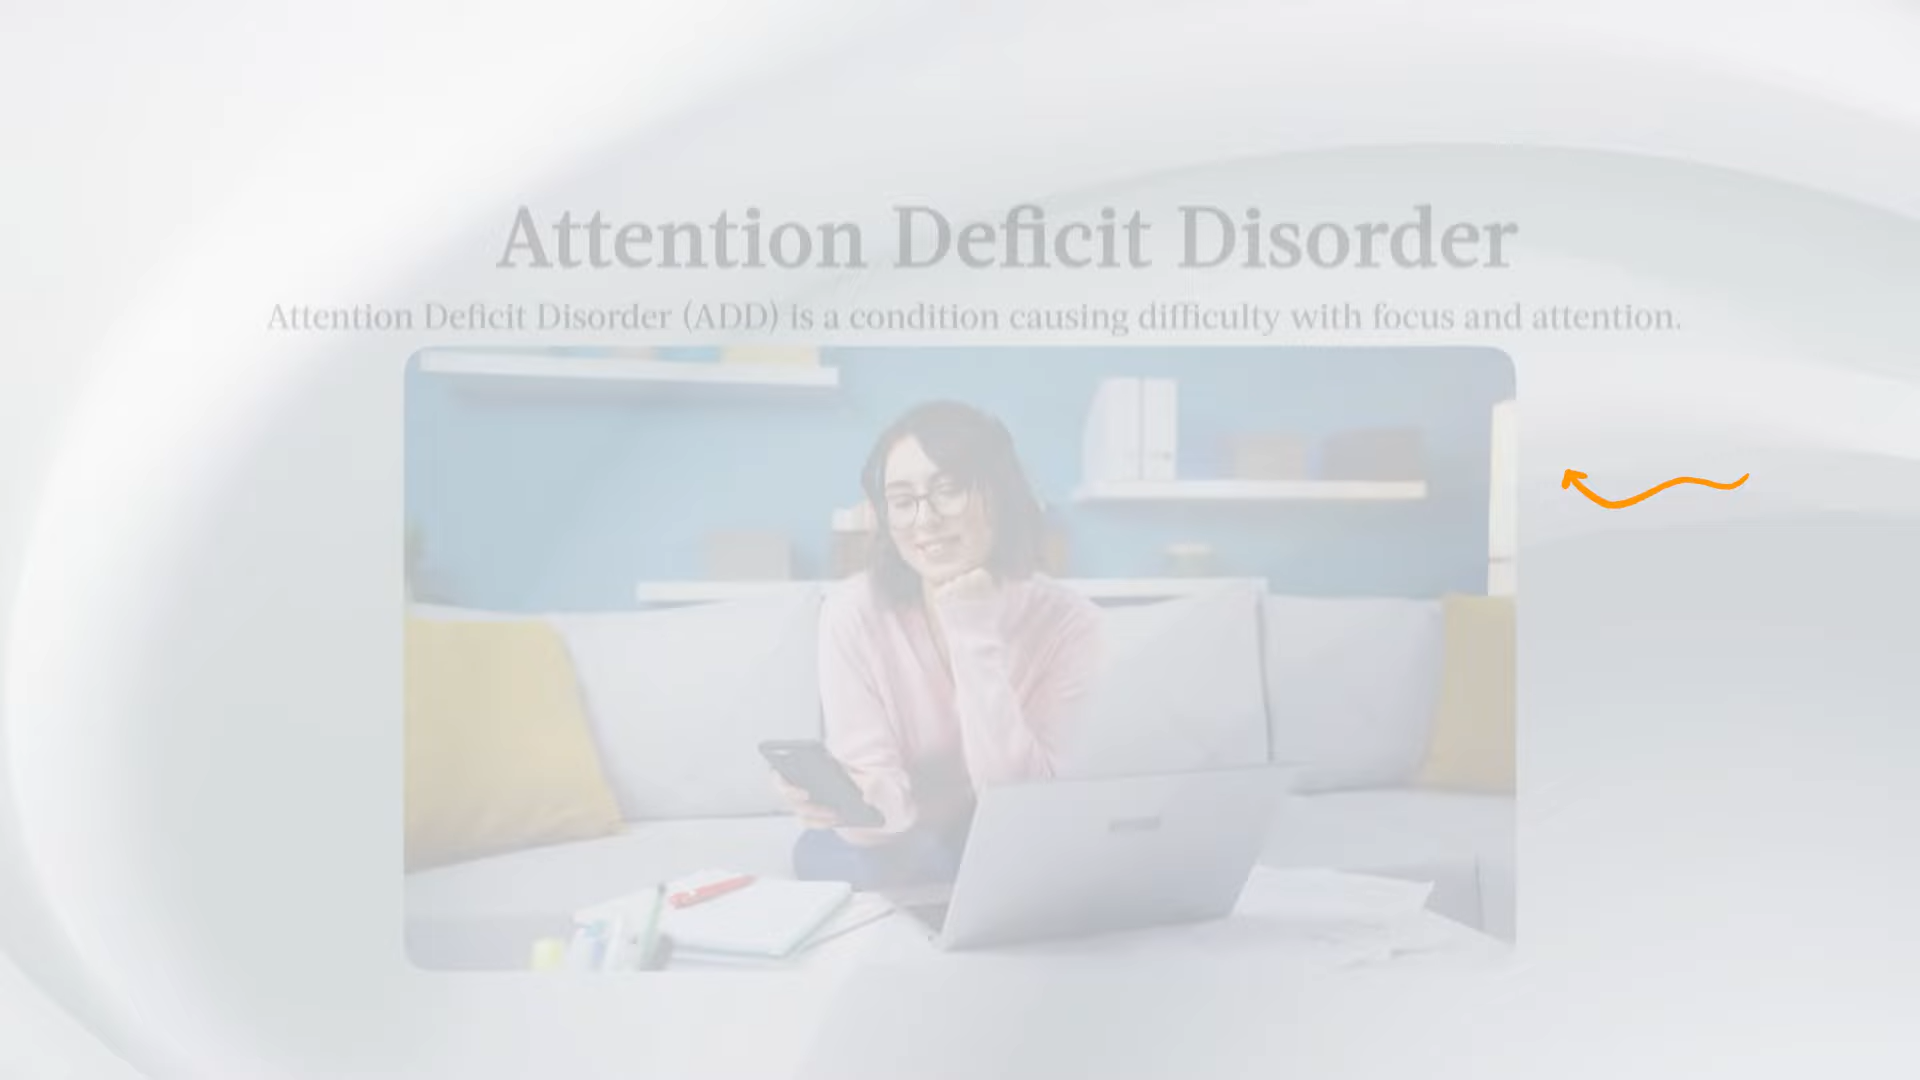 Attention Deficit Disorder
Attention Deficit Disorder (ADD) is a condition causing difficulty with focus and attention.